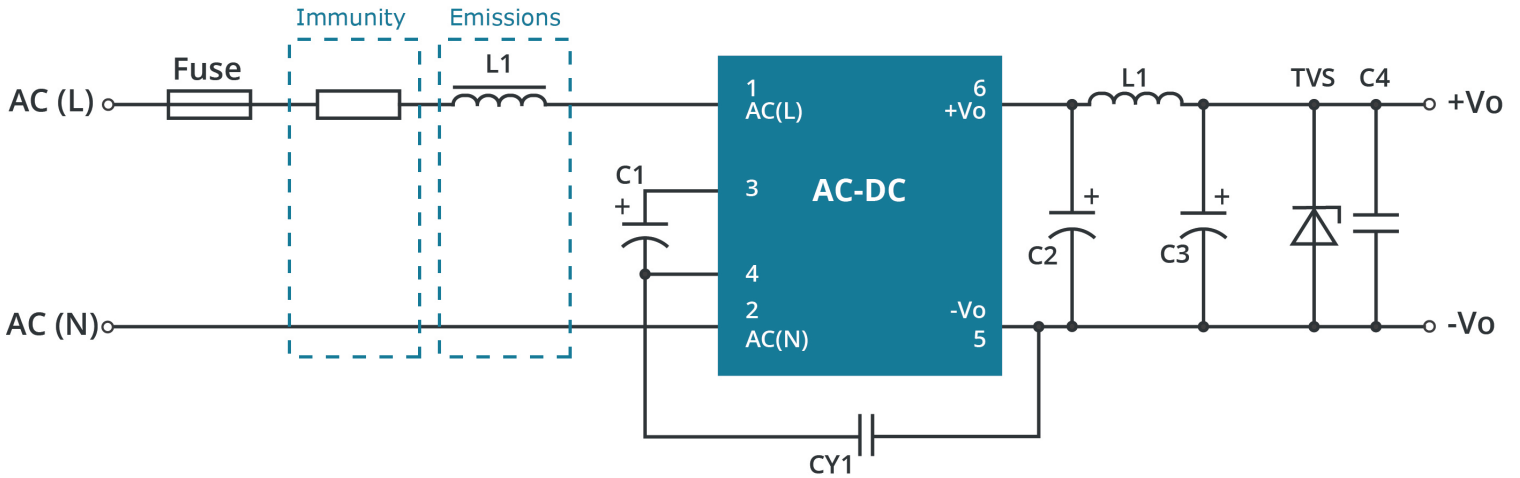 Immunity
Emissions
Fuse
L1
AC (L)
1
AC(L)
6
+Vo
L1
TVS
C4
+Vo
C1
+
3
AC-DC
+
C2
+
C3
4
2
AC(N)
-Vo
5
AC (N)
-Vo
CY1